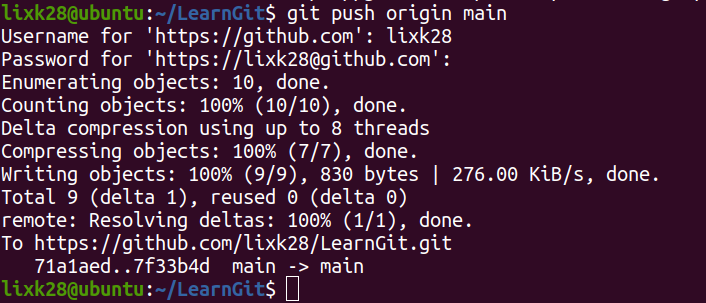 lixk28@ubuntu:~/LearnGit$ git push origin main
Username for 'https://github.com': lixk28
Password for 'https://lixk28@github.com':
Enumerating objects: 10, done.
Counting objects: 100% (10/10), done.
Delta compression using up to 8 threads
Compressing objects: 100% (7/7), done.
Writing objects: 100% (9/9), 830 bytes | 276.00 KiB/s, done.
Total 9 (delta 1), reused 0 (delta 0)
remote: Resolving deltas: 100% (1/1), done.
To https://github.com/lixk28/LearnGit.git
   71a1aed..7f33b4d  main -> main
lixk28@ubuntu:~/LearnGit$